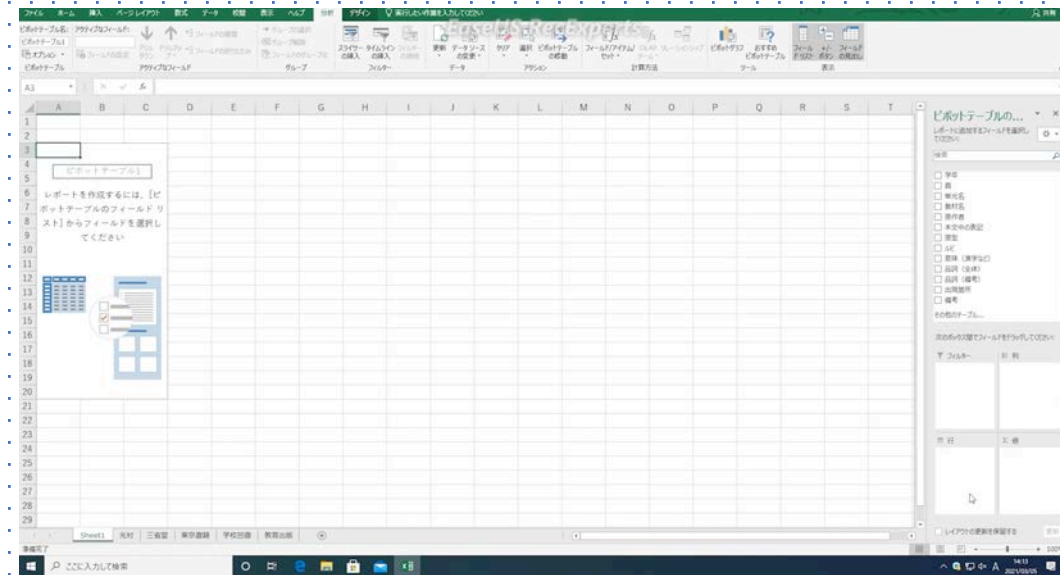 ファイル ホーム 挿入 ページレイアウト 数式 データ 校閲 表示 ヘルプ 分析 デザイン 実行したい作業を入力してください 共有
EaseUS RecExperts
ピボットテーブル名: アクティブなフィールド:
ピボットテーブル1
オプション
スライサーの挿入 タイムラインの挿入
更新 データソースの変更
クリア 選択 ピボットテーブルの移動
ピボットグラフ おすすめピボットテーブル
フィールドリスト +/- ボタン フィールドの見出し
ピボットテーブル アクティブなフィールド グループ フィルター データ アクション 計算方法 ツール 表示
A3 fx
A B C D E F G H I J K L M N O P Q R S T
1
2
3
4
5
6
7
8
9
10
11
12
13
14
15
16
17
18
19
20
21
22
23
24
25
26
27
28
29
ピボットテーブル1
レポートを作成するには、[ピ
ボットテーブルのフィールド リ
スト] からフィールドを選択し
てください
ピボットテーブルの...
レポートに追加するフィールドを選択し
てください:
検索
学年
頁
単元名
教材名
原作者
本文中の表記
原型
ルビ
意味 (漢字など)
品詞 (全体)
品詞 (備考)
出現箇所
備考
その他のテーブル...
次のボックス間でフィールドをドラッグしてください:
フィルター 列
行 Σ 値
レイアウトの更新を保留する 更新
Sheet1 光村 三省堂 東京書籍 学校図書 教育出版
準備完了 100%
ここに入力して検索
A 14:13
2021/03/05